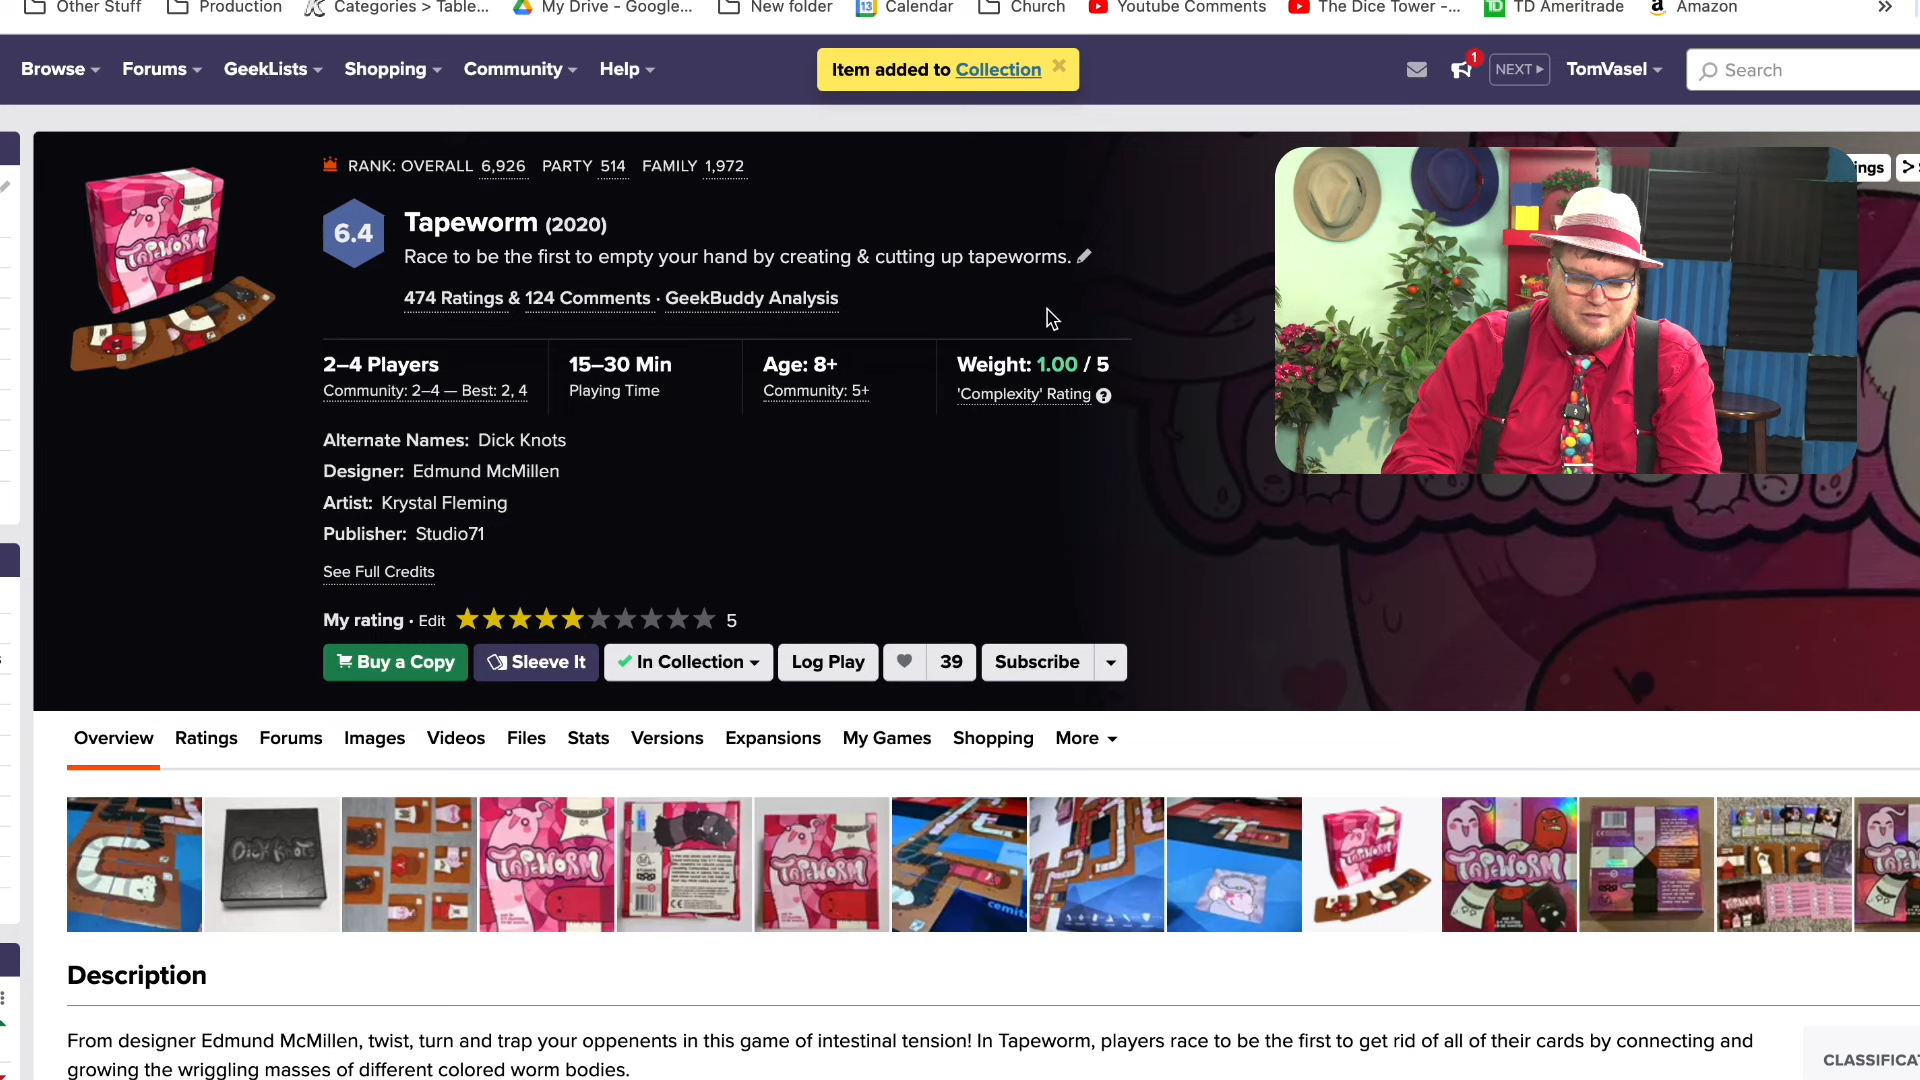 Other Stuff Production Categories > Table... My Drive - Google... New folder Calendar Church Youtube Comments The Dice Tower -... TD Ameritrade Amazon
Browse Forums GeekLists Shopping Community Help Item added to Collection × 1 NEXT TomVasel Search
RANK: OVERALL 6,926 PARTY 514 FAMILY 1,972
6.4
Tapeworm (2020)
Race to be the first to empty your hand by creating & cutting up tapeworms.
474 Ratings & 124 Comments · GeekBuddy Analysis
2–4 Players 15–30 Min Age: 8+ Weight: 1.00 / 5
Community: 2–4 — Best: 2, 4 Playing Time Community: 5+ 'Complexity' Rating ?
Alternate Names: Dick Knots
Designer: Edmund McMillen
Artist: Krystal Fleming
Publisher: Studio71
See Full Credits
My rating · Edit 5
Buy a Copy Sleeve It In Collection Log Play 39 Subscribe
Overview Ratings Forums Images Videos Files Stats Versions Expansions My Games Shopping More
TAPEWORM
DICK KNOTS
TAPEWORM
TAPEWORM
TAPEWORM
TAPEWORM
Description
From designer Edmund McMillen, twist, turn and trap your oppenents in this game of intestinal tension! In Tapeworm, players race to be the first to get rid of all of their cards by connecting and
growing the wriggling masses of different colored worm bodies.